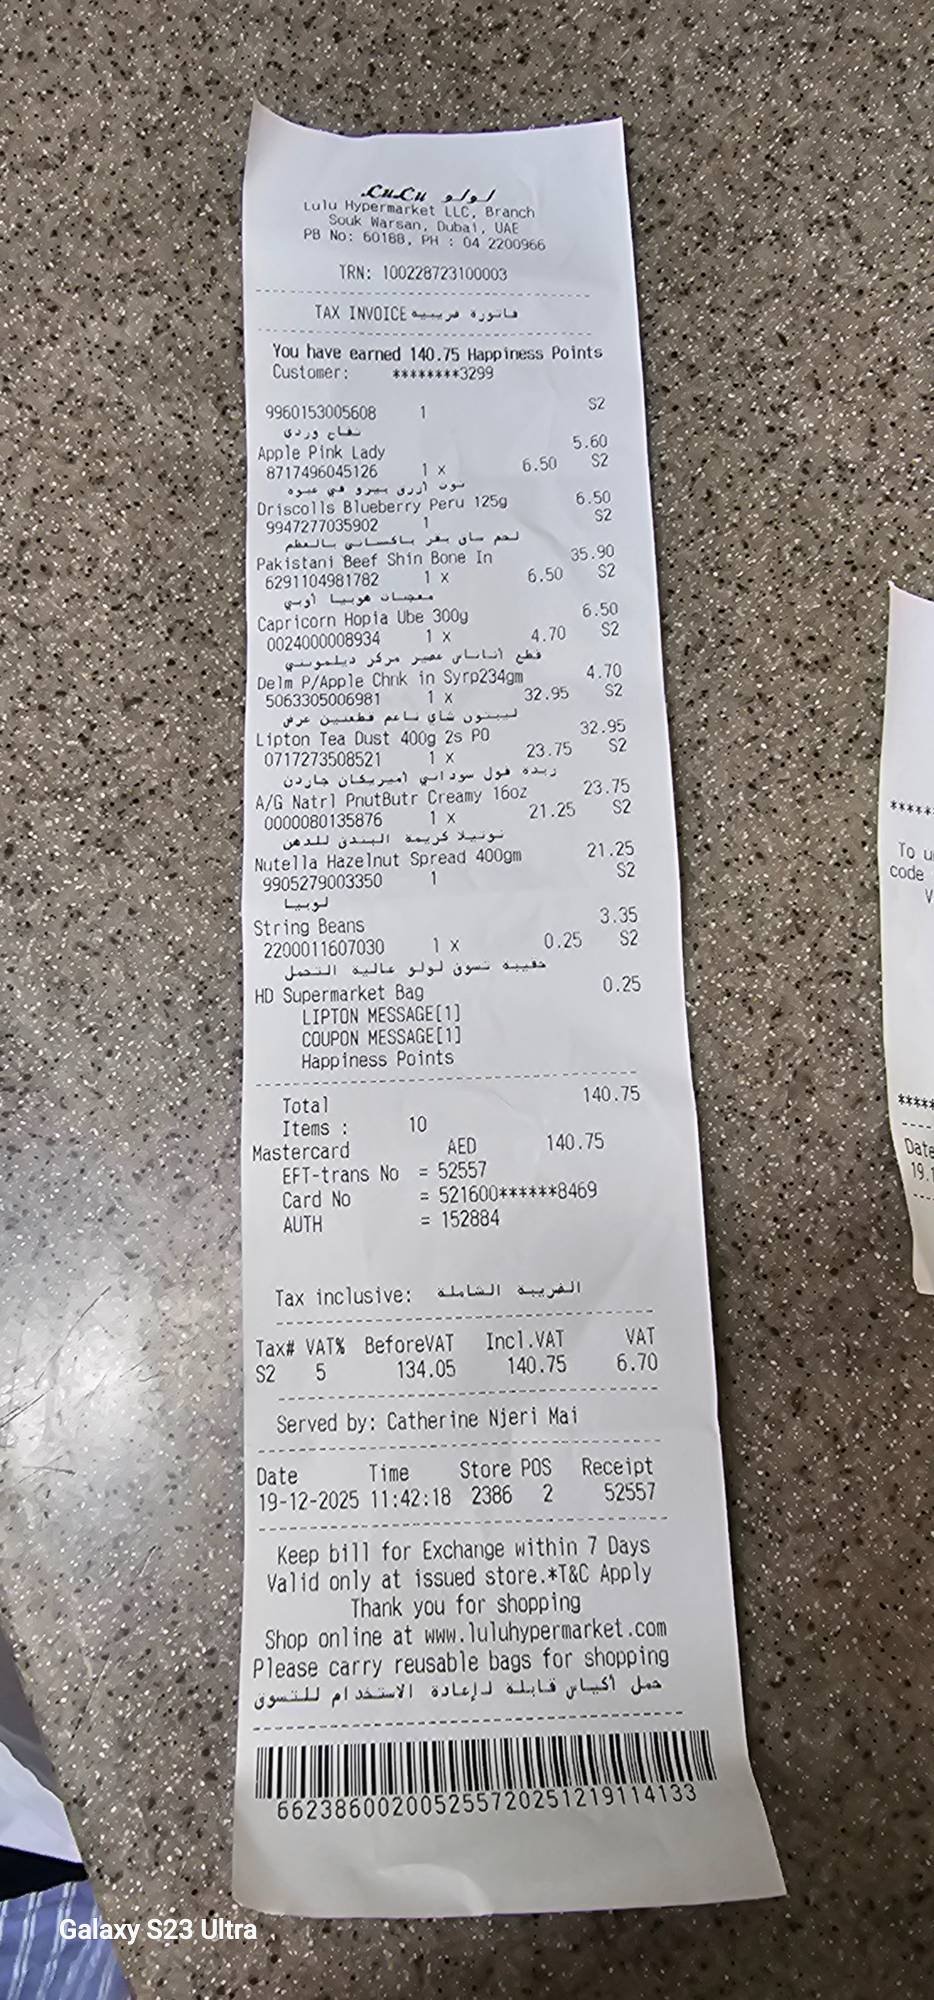 LuLu لولو
Lulu Hypermarket LLC, Branch
Souk Warsan, Dubai, UAE
PB No: 60188, PH : 04 2200966
TRN: 100228723100003
TAX INVOICE فاتورة ضريبية
You have earned 140.75 Happiness Points
Customer: ********3299
9960153005608 1 S2
تفاح وردي
Apple Pink Lady 5.60
8717496045126 1 x 6.50 S2
توت أزرق بيرو في عبوة
Driscolls Blueberry Peru 125g 6.50
9947277035902 1 S2
لحم ساق بقر باكستاني بالعظم
Pakistani Beef Shin Bone In 35.90
6291104981782 1 x 6.50 S2
هوبيا أوبي
Capricorn Hopia Ube 300g 6.50
0024000008934 1 x 4.70 S2
قطع أناناس عصير مركز ديلمونتي
Delm P/Apple Chnk in Syrp234gm 4.70
5063305006981 1 x 32.95 S2
ليبتون شاي ناعم قطعتين عرض
Lipton Tea Dust 400g 2s PO 32.95
0717273508521 1 x 23.75 S2
زبدة فول سوداني أميريكان جاردن
A/G Natrl PnutButr Creamy 16oz 23.75
0000080135876 1 x 21.25 S2
نوتيلا كريمة البندق للدهن
Nutella Hazelnut Spread 400gm 21.25
9905279003350 1 S2
لوبيا
String Beans 3.35
2200011607030 1 x 0.25 S2
حقيبة تسوق لولو عالية التحمل
HD Supermarket Bag 0.25
LIPTON MESSAGE[1]
COUPON MESSAGE[1]
Happiness Points
Total 140.75
Items : 10
Mastercard AED 140.75
EFT-trans No = 52557
Card No = 521600******8469
AUTH = 152884
Tax inclusive: الضريبة الشاملة
Tax# VAT% BeforeVAT Incl.VAT VAT
S2 5 134.05 140.75 6.70
Served by: Catherine Njeri Mai
Date Time Store POS Receipt
19-12-2025 11:42:18 2386 2 52557
Keep bill for Exchange within 7 Days
Valid only at issued store.*T&C Apply
Thank you for shopping
Shop online at www.luluhypermarket.com
Please carry reusable bags for shopping
حمل أكياس قابلة لإعادة الاستخدام للتسوق
662386002005255720251219114133
*****
To u
code
V
*****
Date
19.1
Galaxy S23 Ultra